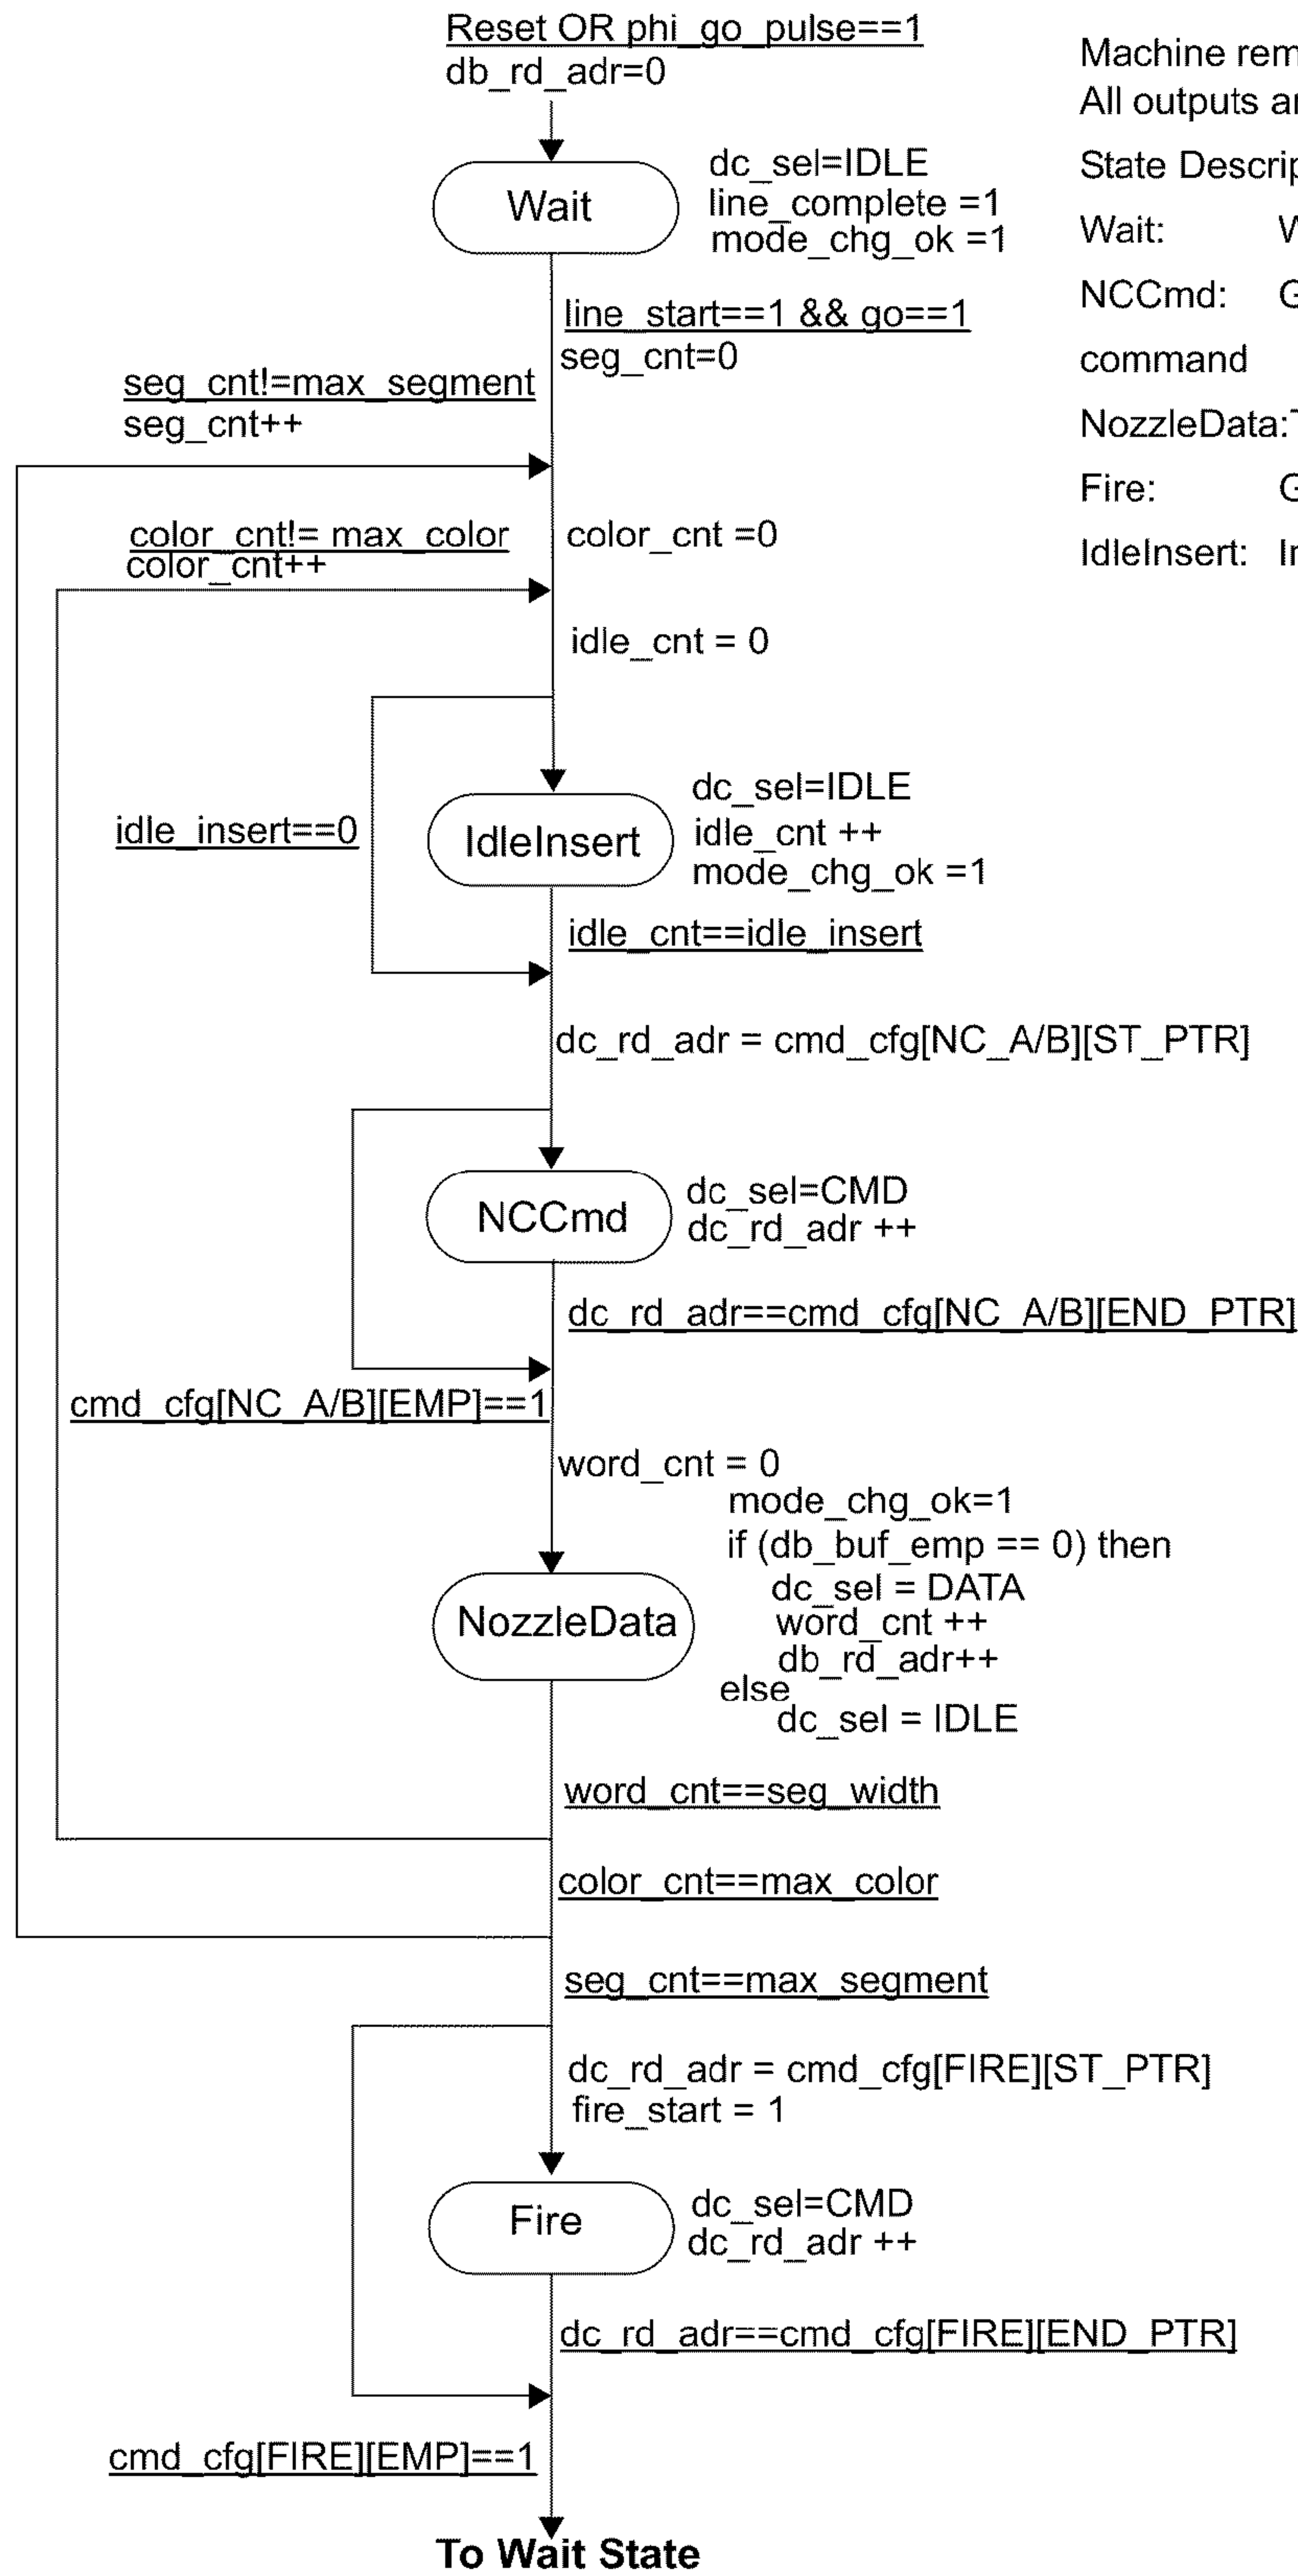 Reset OR phi_go_pulse==1
db_rd_adr=0
Wait
dc_sel=IDLE
line_complete =1
mode_chg_ok =1
line_start==1 && go==1
seg_cnt=0
seg_cnt!=max_segment
seg_cnt++
color_cnt!= max_color
color_cnt++
color_cnt =0
idle_cnt = 0
idle_insert==0
IdleInsert
dc_sel=IDLE
idle_cnt ++
mode_chg_ok =1
idle_cnt==idle_insert
dc_rd_adr = cmd_cfg[NC_A/B][ST_PTR]
NCCmd
dc_sel=CMD
dc_rd_adr ++
dc_rd_adr==cmd_cfg[NC_A/B][END_PTR]
cmd_cfg[NC_A/B][EMP]==1
word_cnt = 0
NozzleData
mode_chg_ok=1
if (db_buf_emp == 0) then
dc_sel = DATA
word_cnt ++
db_rd_adr++
else
dc_sel = IDLE
word_cnt==seg_width
color_cnt==max_color
seg_cnt==max_segment
dc_rd_adr = cmd_cfg[FIRE][ST_PTR]
fire_start = 1
Fire
dc_sel=CMD
dc_rd_adr ++
dc_rd_adr==cmd_cfg[FIRE][END_PTR]
cmd_cfg[FIRE][EMP]==1
To Wait State
Machine
All outputs
State
Wait:
NCCmd:
command
NozzleData:
Fire:
IdleInsert: